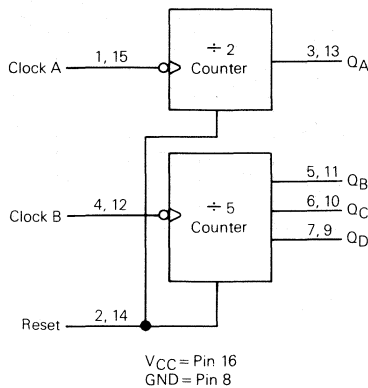 ÷ 2
Counter
Clock A
1, 15
3, 13
QA
÷ 5
Counter
Clock B
4, 12
5, 11
QB
6, 10
QC
7, 9
QD
Reset
2, 14
VCC = Pin 16
GND = Pin 8